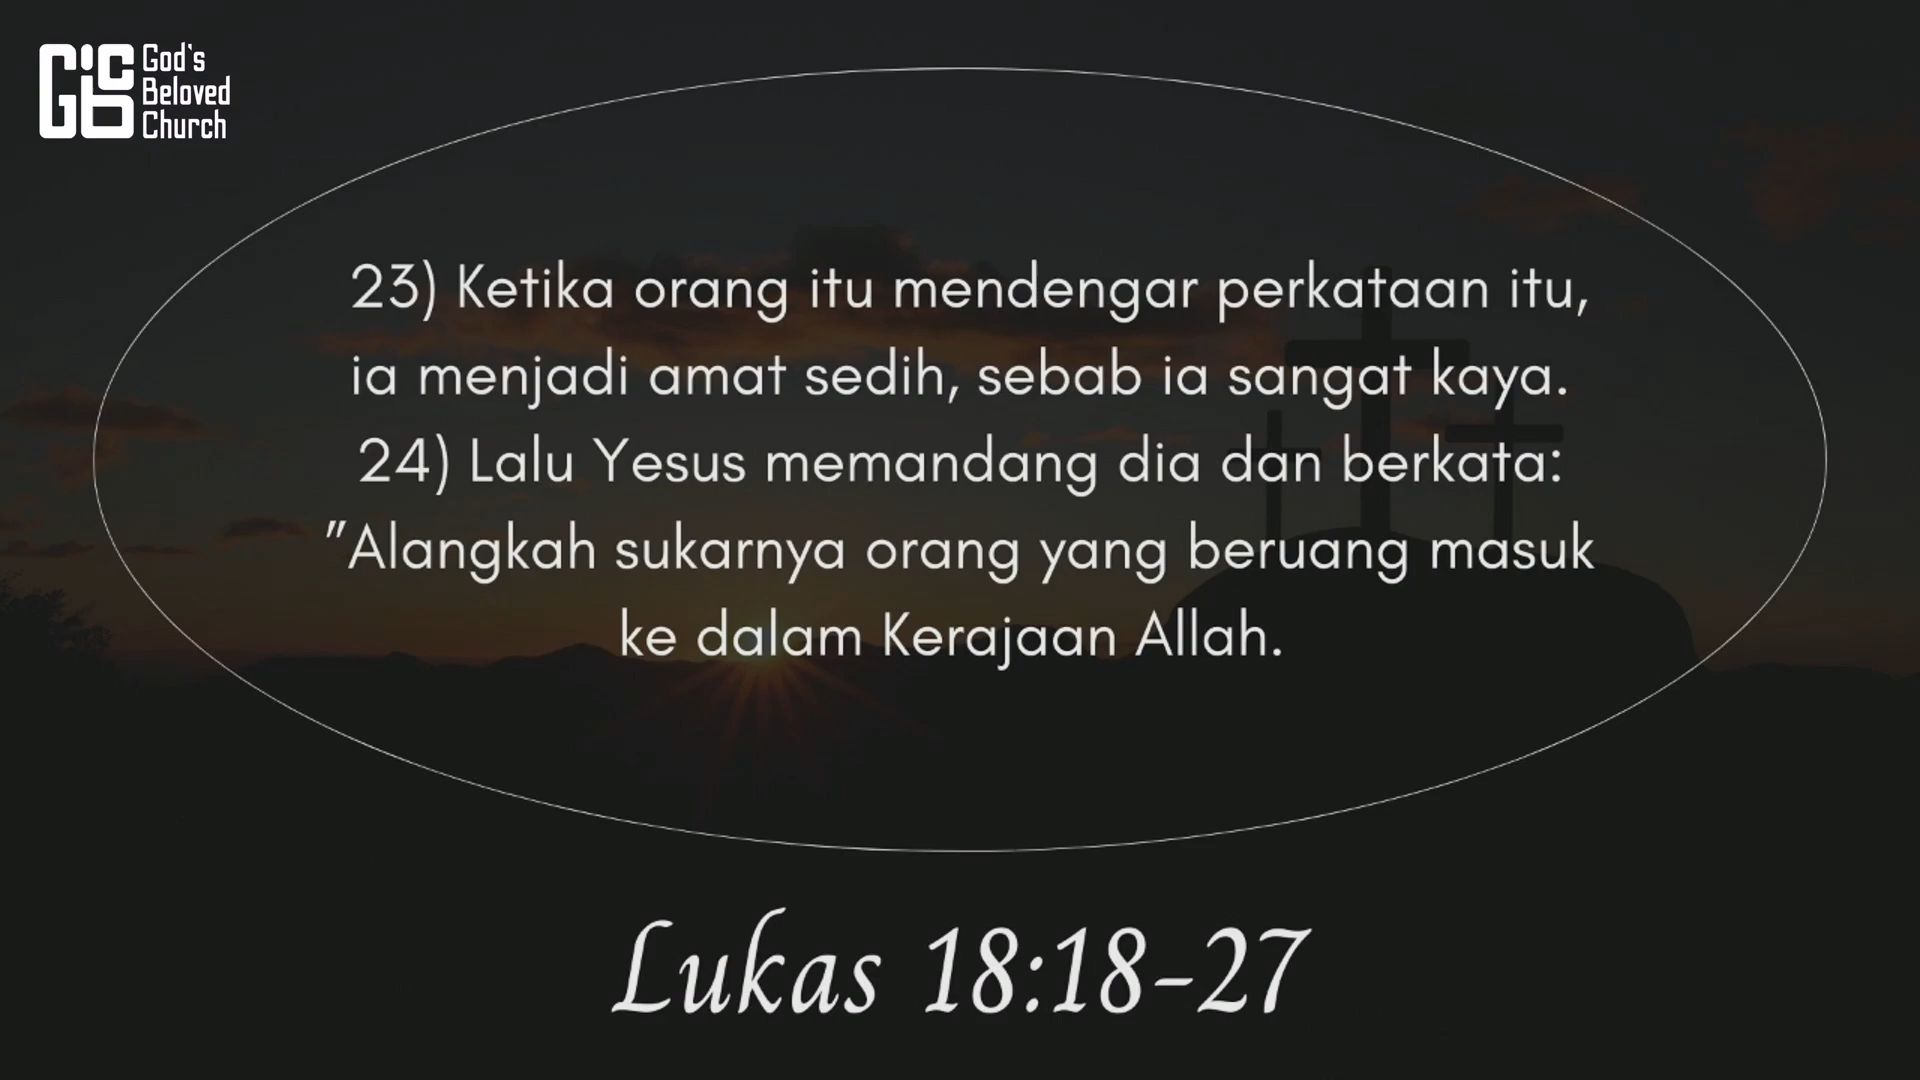 GBC
God's
Beloved
Church
23) Ketika orang itu mendengar perkataan itu,
ia menjadi amat sedih, sebab ia sangat kaya.
24) Lalu Yesus memandang dia dan berkata:
"Alangkah sukarnya orang yang beruang masuk
ke dalam Kerajaan Allah.
Lukas 18:18-27